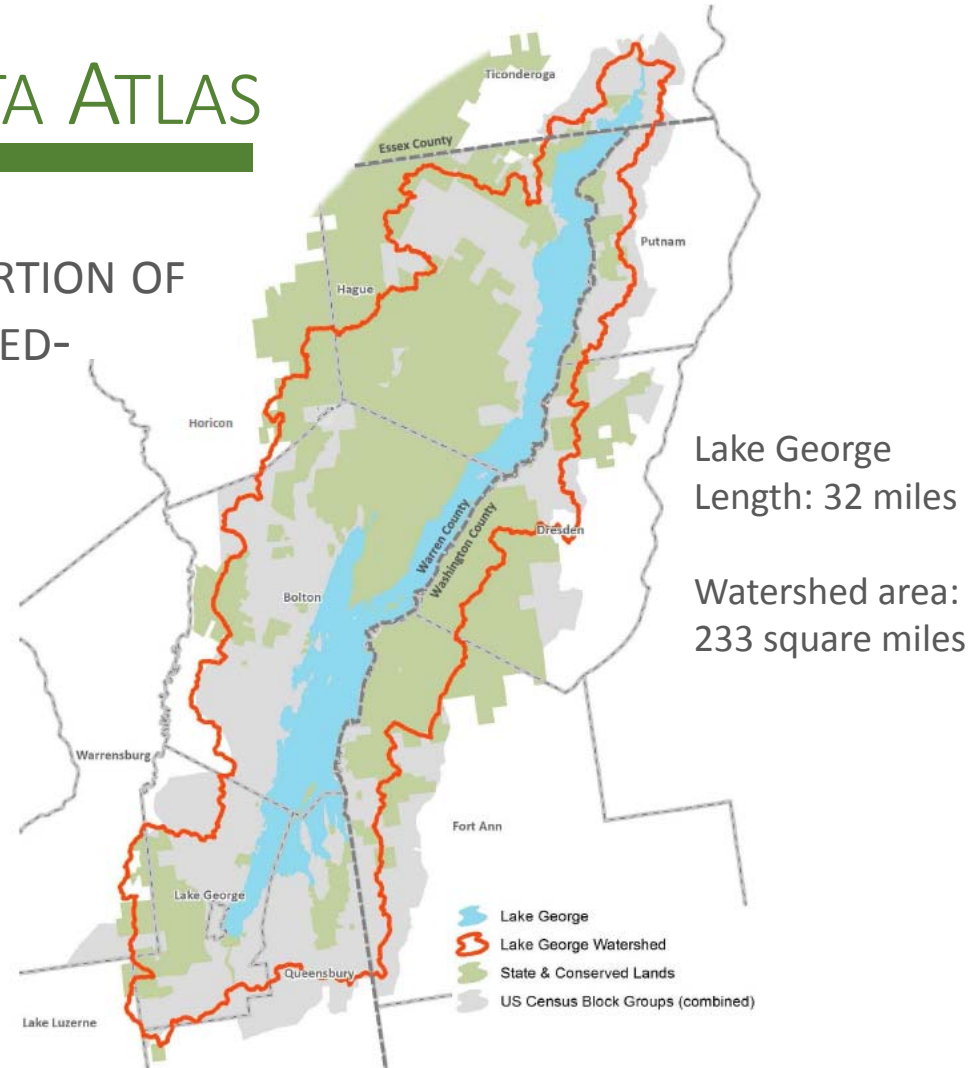 TA ATLAS
RTION OF
ED-
Ticonderoga
Essex County
Putnam
Hague
Horicon
Lake George
Length: 32 miles
Warren County
Washington County
Dresden
Bolton
Watershed area:
233 square miles
Warrensburg
Fort Ann
Lake George
Lake George
Lake George Watershed
State & Conserved Lands
US Census Block Groups (combined)
Queensbury
Lake Luzerne